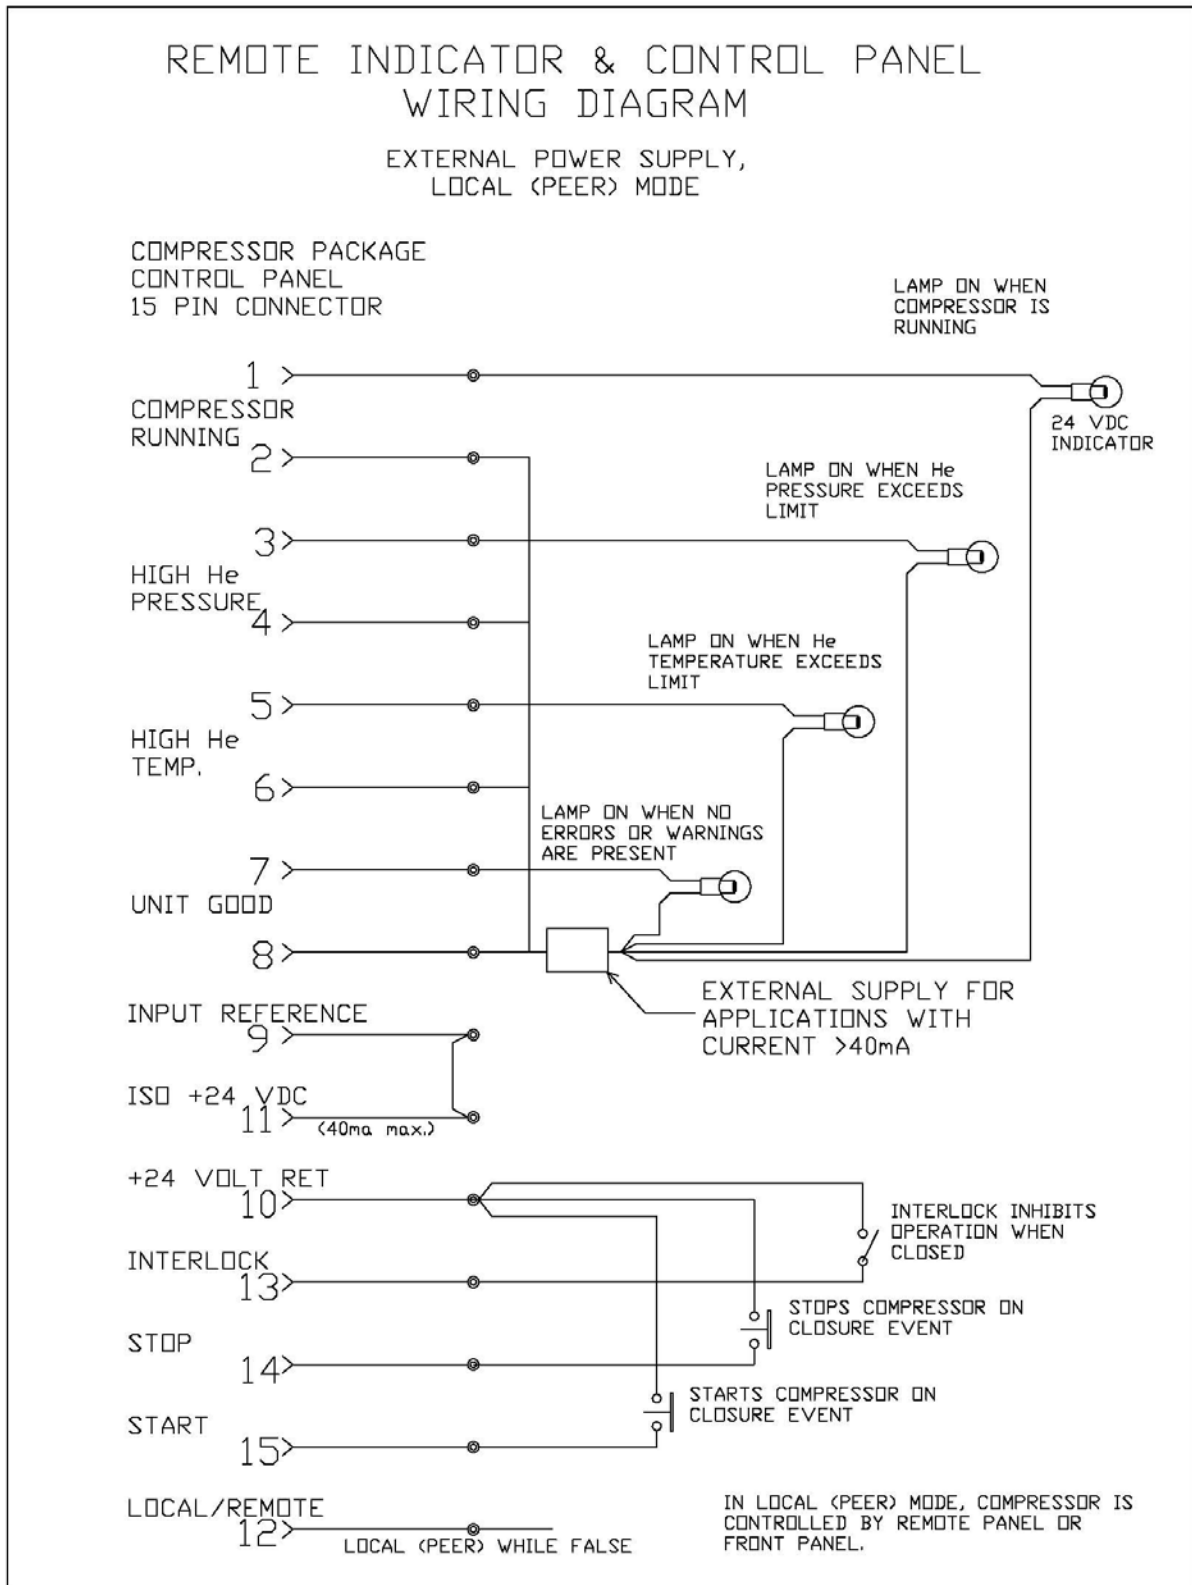 REMOTE INDICATOR & CONTROL PANEL
WIRING DIAGRAM
EXTERNAL POWER SUPPLY,
LOCAL (PEER) MODE
COMPRESSOR PACKAGE
CONTROL PANEL
15 PIN CONNECTOR
LAMP ON WHEN
COMPRESSOR IS
RUNNING
1
COMPRESSOR
RUNNING
2
24 VDC
INDICATOR
LAMP ON WHEN He
PRESSURE EXCEEDS
LIMIT
3
HIGH He
PRESSURE
4
LAMP ON WHEN He
TEMPERATURE EXCEEDS
LIMIT
5
HIGH He
TEMP.
6
LAMP ON WHEN NO
ERRORS OR WARNINGS
ARE PRESENT
7
UNIT GOOD
8
EXTERNAL SUPPLY FOR
APPLICATIONS WITH
CURRENT >40mA
INPUT REFERENCE
9
ISO +24 VDC
11
(40ma max.)
+24 VOLT RET
10
INTERLOCK INHIBITS
OPERATION WHEN
CLOSED
INTERLOCK
13
STOPS COMPRESSOR ON
CLOSURE EVENT
STOP
14
STARTS COMPRESSOR ON
CLOSURE EVENT
START
15
LOCAL/REMOTE
12
LOCAL (PEER) WHILE FALSE
IN LOCAL (PEER) MODE, COMPRESSOR IS
CONTROLLED BY REMOTE PANEL OR
FRONT PANEL.